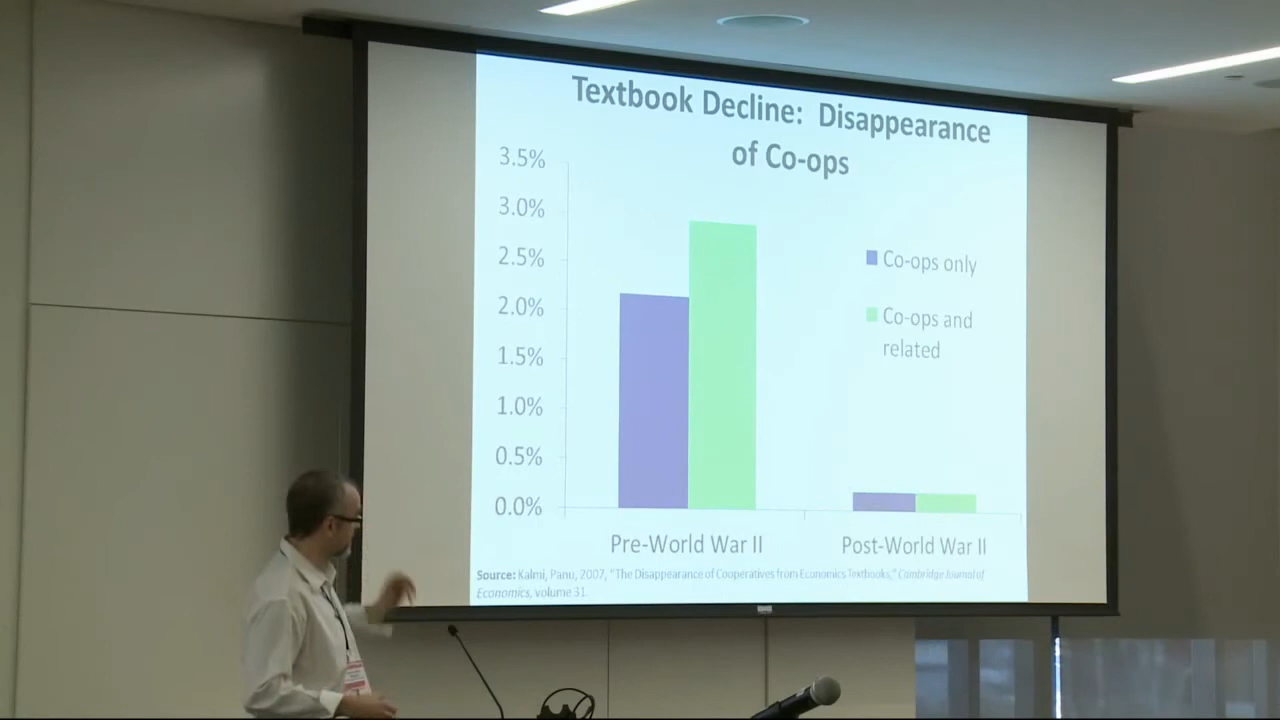 Textbook Decline: Disappearance
of Co-ops
3.5%
3.0%
2.5%
2.0%
1.5%
1.0%
0.5%
0.0%
Co-ops only
Co-ops and
related
Pre-World War II
Post-World War II
Source: Kalmi, Panu, 2007, "The Disappearance of Cooperatives from Economics Textbooks," Cambridge Journal of
Economics, volume 31.